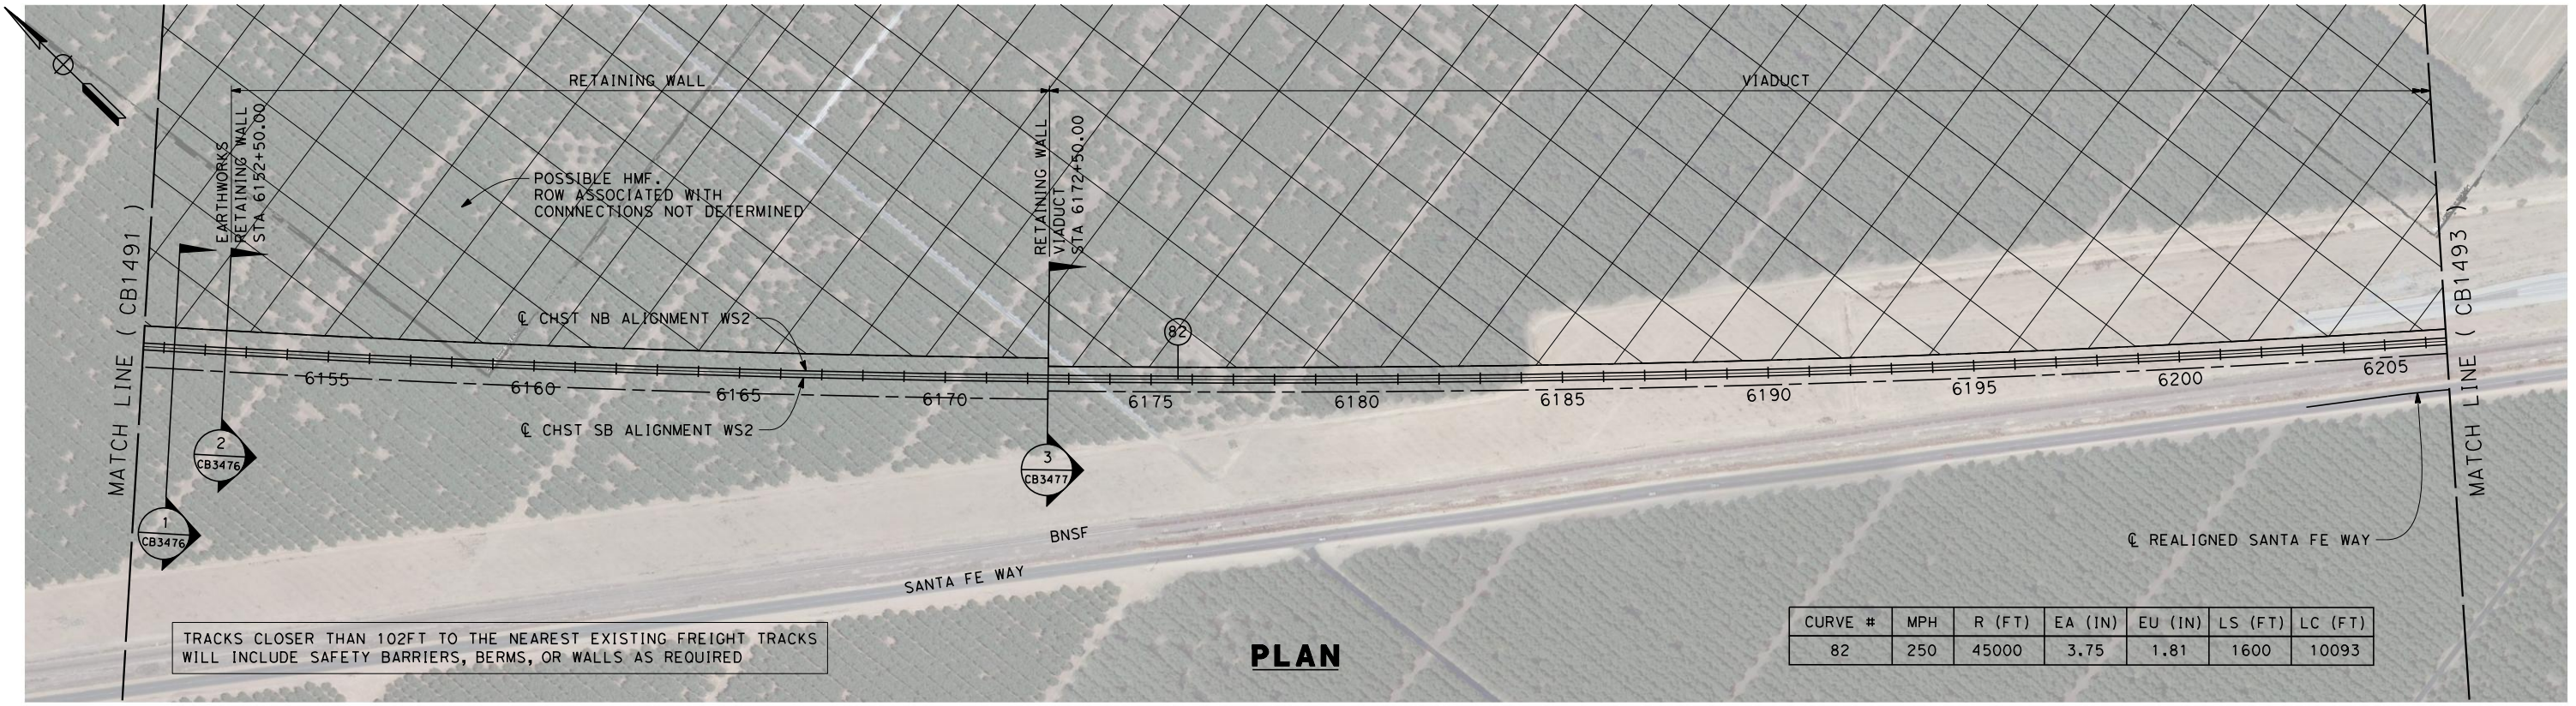 RETAINING WALL
VIADUCT
EARTHWORKS
RETAINING WALL
STA 6152+50.00
RETAINING WALL
VIADUCT
STA 6172+50.00
POSSIBLE HMF.
ROW ASSOCIATED WITH
CONNNECTIONS NOT DETERMINED
MATCH LINE ( CB1491 )
MATCH LINE ( CB1493 )
℄ CHST NB ALIGNMENT WS2
82
6155
6160
6165
6170
6175
6180
6185
6190
6195
6200
6205
℄ CHST SB ALIGNMENT WS2
2
CB3476
3
CB3477
1
CB3476
BNSF
SANTA FE WAY
℄ REALIGNED SANTA FE WAY
TRACKS CLOSER THAN 102FT TO THE NEAREST EXISTING FREIGHT TRACKS
WILL INCLUDE SAFETY BARRIERS, BERMS, OR WALLS AS REQUIRED
PLAN
CURVE # MPH R (FT) EA (IN) EU (IN) LS (FT) LC (FT)
82 250 45000 3.75 1.81 1600 10093